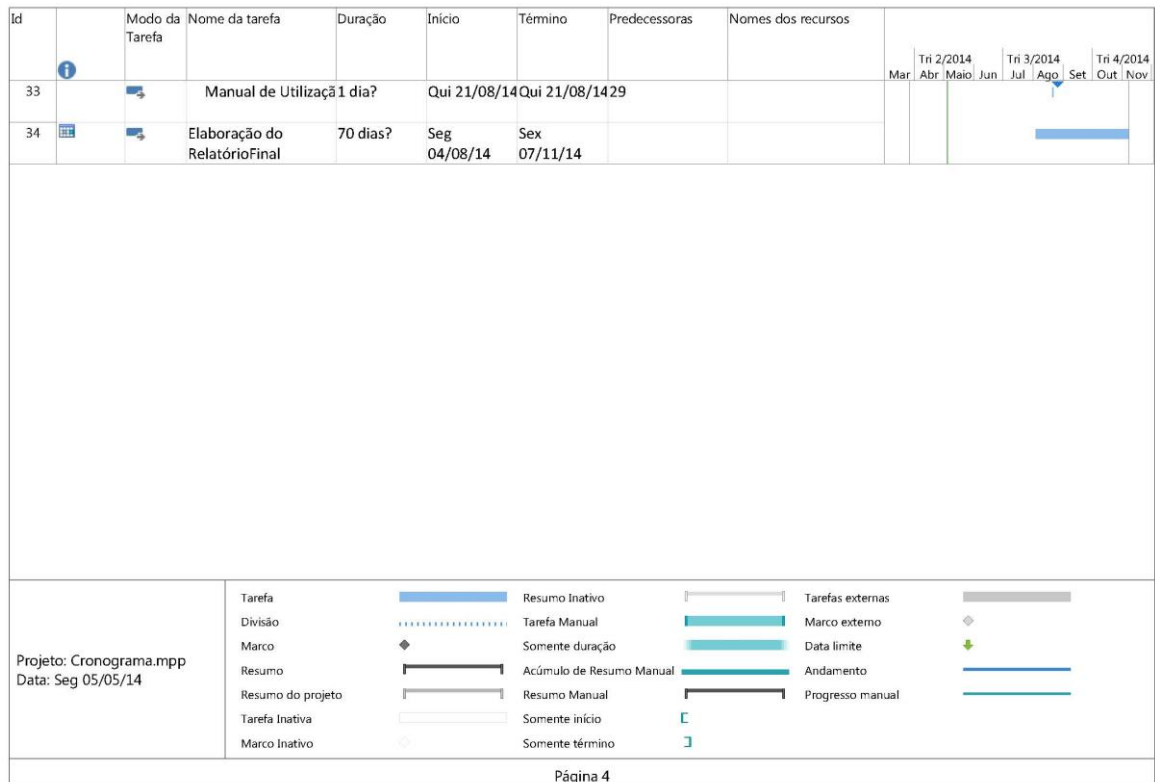 Id Modo da Nome da tarefa Duração Início Término Predecessoras Nomes dos recursos
Tarefa
Tri 2/2014 Tri 3/2014 Tri 4/2014
Mar Abr Maio Jun Jul Ago Set Out Nov
33 Manual de Utilizaçã 1 dia? Qui 21/08/14 Qui 21/08/14 29
34 Elaboração do 70 dias? Seg Sex
RelatórioFinal 04/08/14 07/11/14
Projeto: Cronograma.mpp
Data: Seg 05/05/14
Tarefa Resumo Inativo Tarefas externas
Divisão Tarefa Manual Marco externo
Marco Somente duração Data limite
Resumo Acúmulo de Resumo Manual Andamento
Resumo do projeto Resumo Manual Progresso manual
Tarefa Inativa Somente início
Marco Inativo Somente término
Página 4